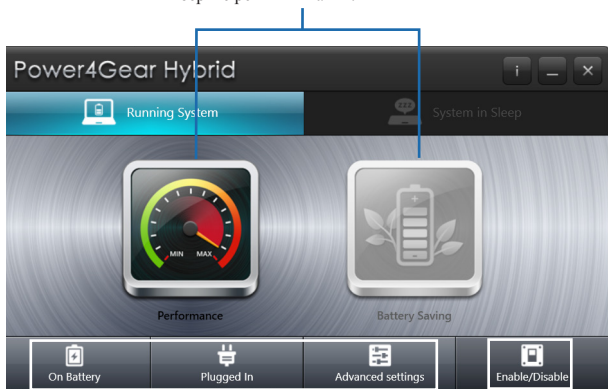 Power4Gear Hybrid
i
Running System
zzz
System in Sleep
MIN MAX
Performance
Battery Saving
On Battery
Plugged In
Advanced settings
Enable/Disable